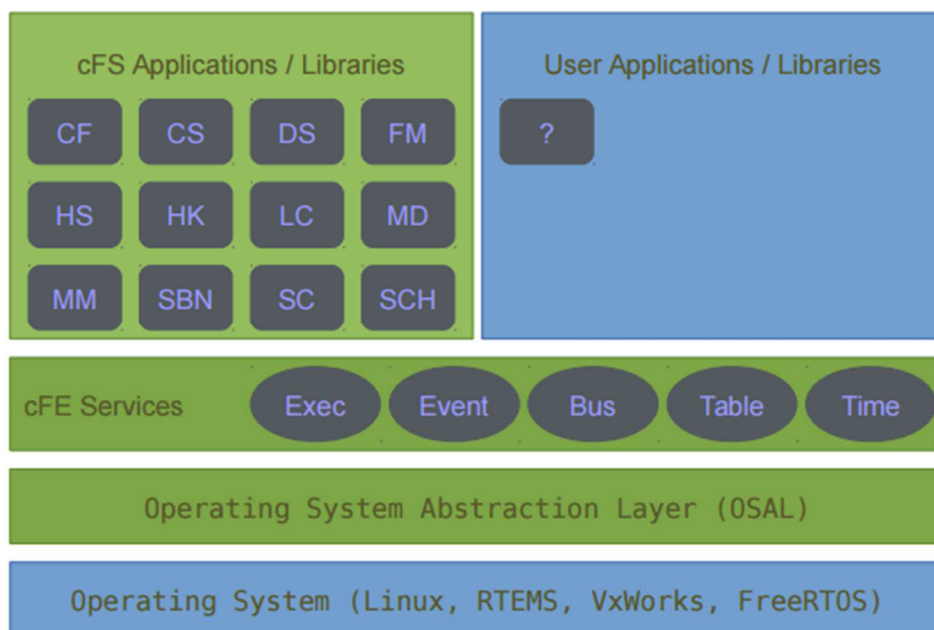 cFS Applications / Libraries
CF CS DS FM
HS HK LC MD
MM SBN SC SCH
User Applications / Libraries
?
cFE Services Exec Event Bus Table Time
Operating System Abstraction Layer (OSAL)
Operating System (Linux, RTEMS, VxWorks, FreeRTOS)